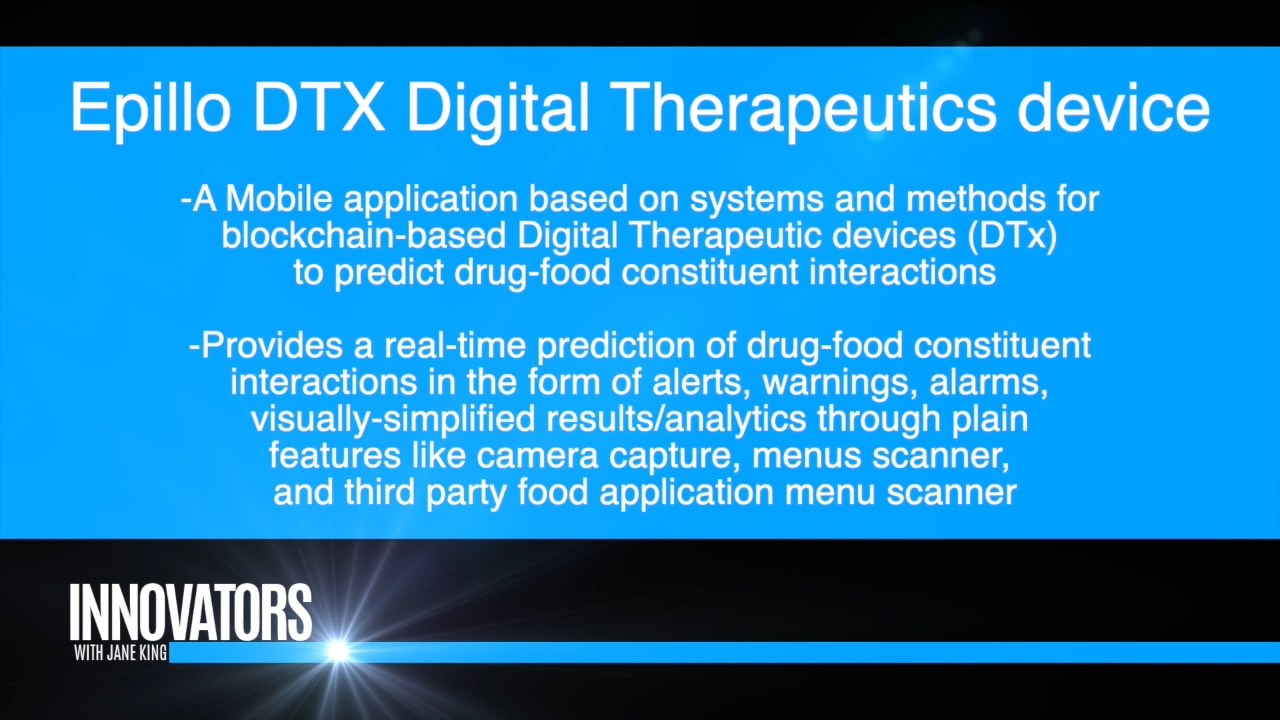 Epillo DTX Digital Therapeutics device
-A Mobile application based on systems and methods for
blockchain-based Digital Therapeutic devices (DTx)
to predict drug-food constituent interactions
-Provides a real-time prediction of drug-food constituent
interactions in the form of alerts, warnings, alarms,
visually-simplified results/analytics through plain
features like camera capture, menus scanner,
and third party food application menu scanner
INNOVATORS
WITH JANE KING